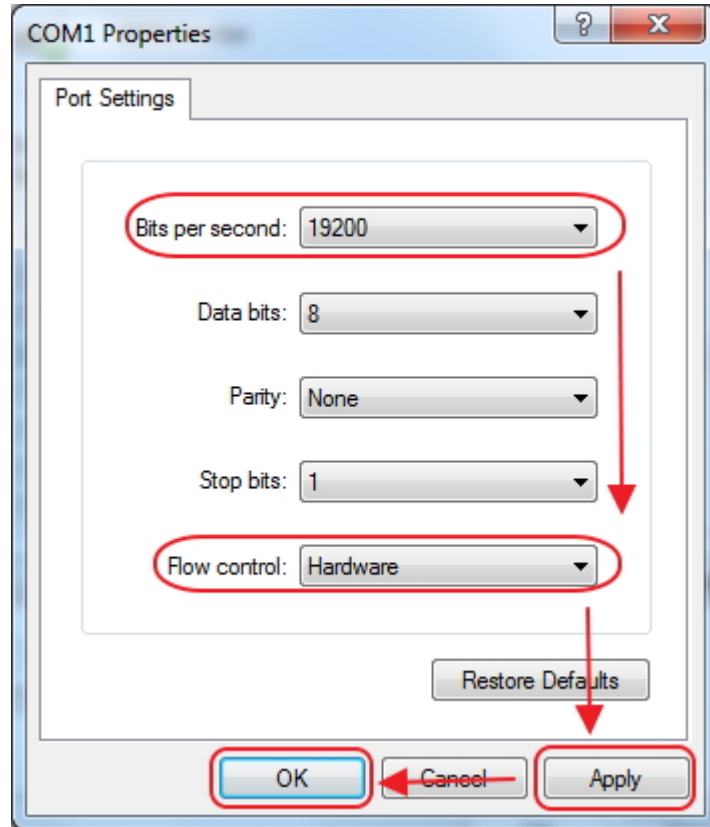 COM1 Properties
?
X
Port Settings
Bits per second: 19200
Data bits: 8
Parity: None
Stop bits: 1
Flow control: Hardware
Restore Defaults
OK Cancel Apply